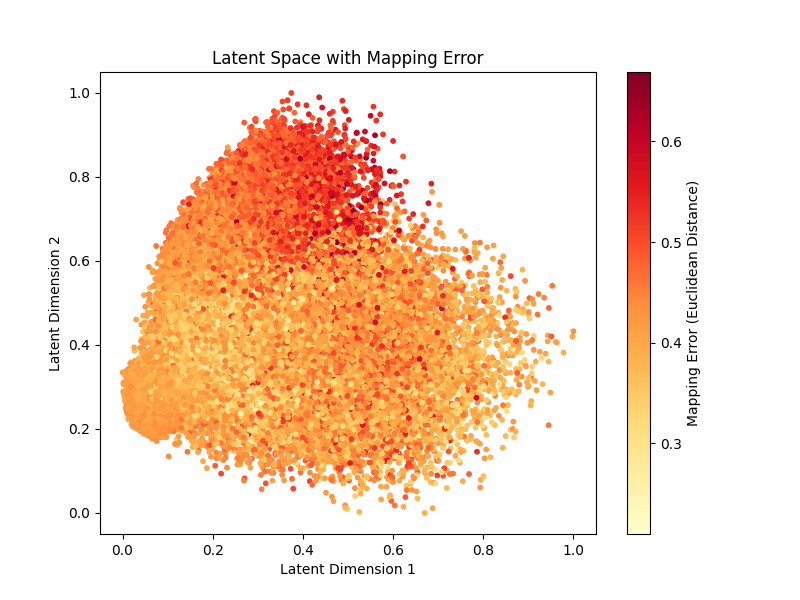 Latent Space with Mapping Error
Latent Dimension 2
1.0
0.8
0.6
0.4
0.2
0.0
0.0 0.2 0.4 0.6 0.8 1.0
Latent Dimension 1
0.6
0.5
0.4
0.3
Mapping Error (Euclidean Distance)